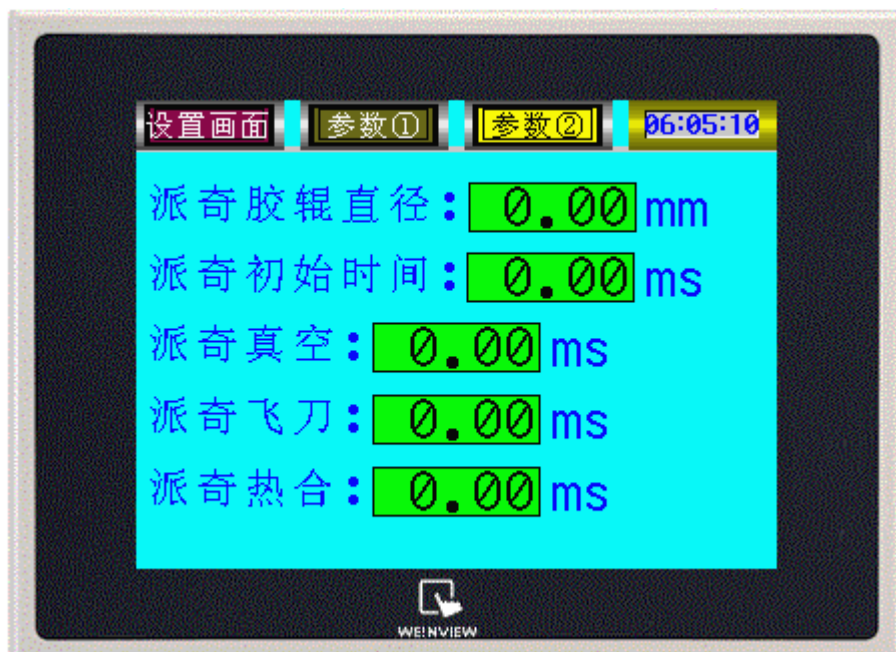 设置画面 参数① 参数② 06:05:10
派奇胶辊直径：0.00 mm
派奇初始时间：0.00 ms
派奇真空：0.00 ms
派奇飞刀：0.00 ms
派奇热合：0.00 ms
WE!NVIEW